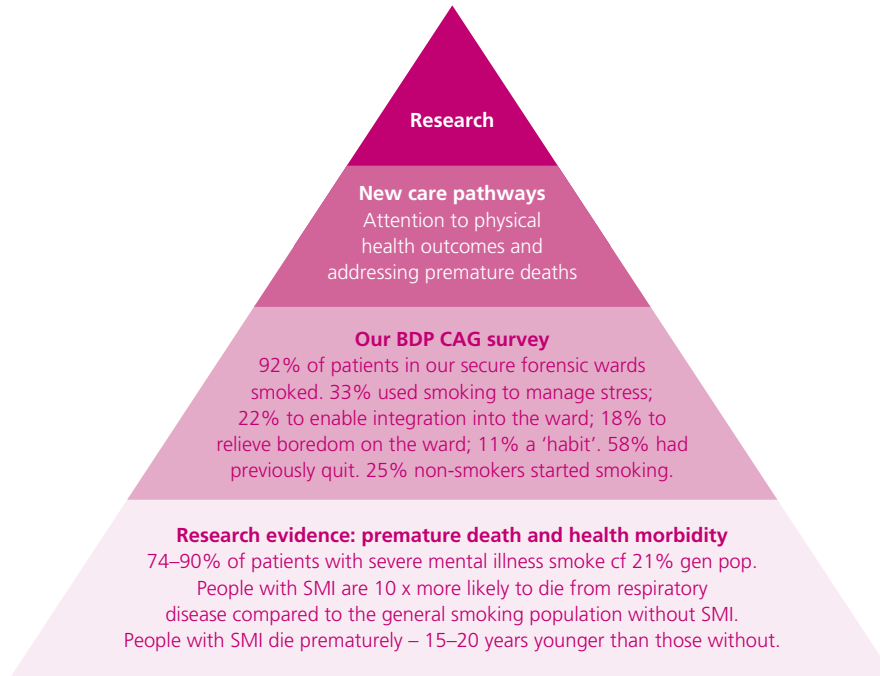 Research
New care pathways
Attention to physical
health outcomes and
addressing premature deaths
Our BDP CAG survey
92% of patients in our secure forensic wards
smoked. 33% used smoking to manage stress;
22% to enable integration into the ward; 18% to
relieve boredom on the ward; 11% a ‘habit’. 58% had
previously quit. 25% non-smokers started smoking.
Research evidence: premature death and health morbidity
74–90% of patients with severe mental illness smoke cf 21% gen pop.
People with SMI are 10 x more likely to die from respiratory
disease compared to the general smoking population without SMI.
People with SMI die prematurely – 15–20 years younger than those without.